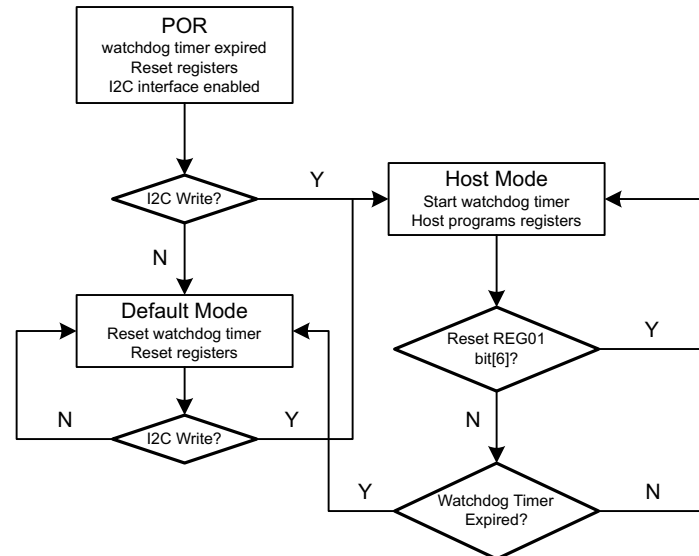 POR
watchdog timer expired
Reset registers
I2C interface enabled
I2C Write?
Y
N
Host Mode
Start watchdog timer
Host programs registers
Default Mode
Reset watchdog timer
Reset registers
Reset REG01
bit[6]?
Y
N
I2C Write?
N
Y
Watchdog Timer
Expired?
Y
N